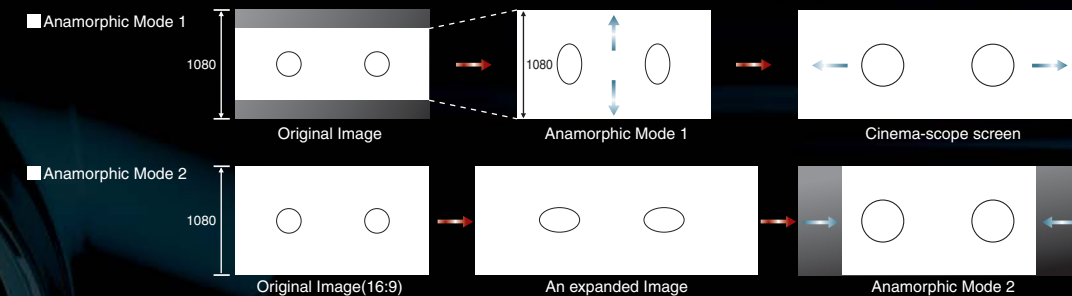 Anamorphic Mode 1
1080
1080
Original Image
Anamorphic Mode 1
Cinema-scope screen
Anamorphic Mode 2
1080
Original Image(16:9)
An expanded Image
Anamorphic Mode 2